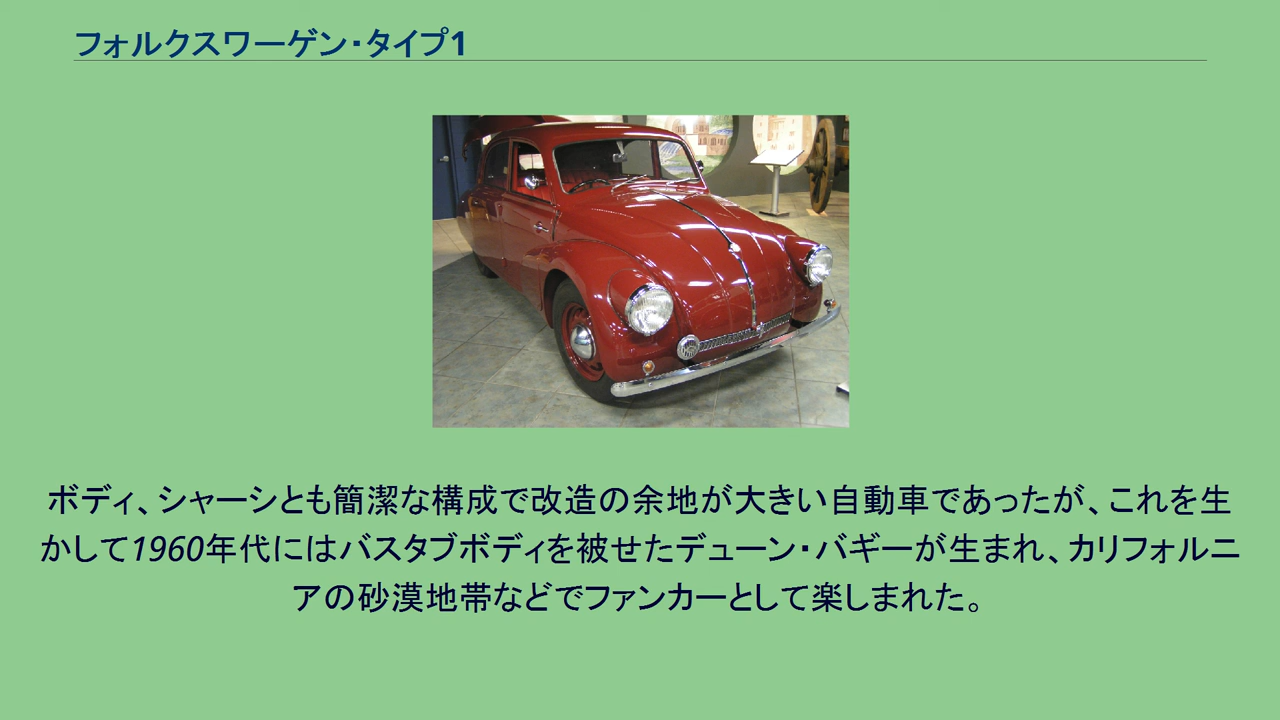 フォルクスワーゲン・タイプ1
ボディ、シャーシとも簡潔な構成で改造の余地が大きい自動車であったが、これを生
かして1960年代にはバスタブボディを被せたデューン・バギーが生まれ、カリフォルニ
アの砂漠地帯などでファンカーとして楽しまれた。